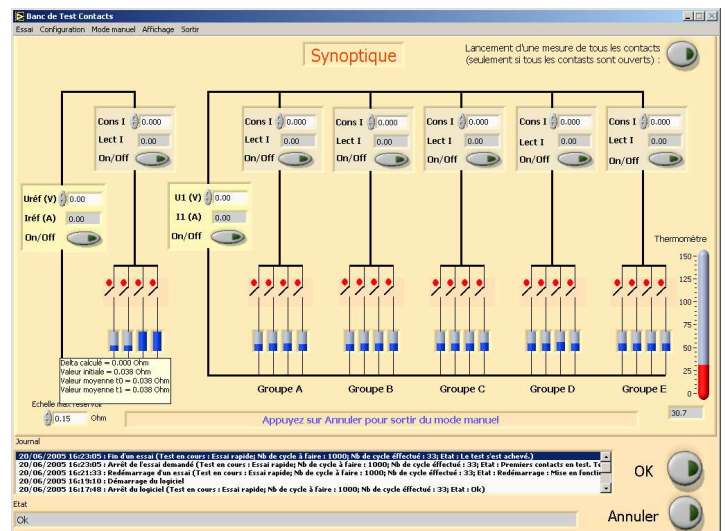 Banc de Test Contacts
Essai Configuration Mode manuel Affichage Sortir
Synoptique
Lancement d'une mesure de tous les contacts
(seulement si tous les contasts sont ouverts) :
Cons I 0.000 Cons I 0.000 Cons I 0.000 Cons I 0.000 Cons I 0.000 Cons I 0.000
Lect I 0.00 Lect I 0.00 Lect I 0.00 Lect I 0.00 Lect I 0.00 Lect I 0.00
On/Off On/Off On/Off On/Off On/Off On/Off
Uréf (V) 0.00 U1 (V) 0.00
Iréf (A) 0.00 I1 (A) 0.00
On/Off On/Off
Thermomètre
150
125
100
75
50
25
0
30.7
Delta calculé = 0.000 Ohm
Valeur initiale = 0.038 Ohm
Valeur moyenne t0 = 0.038 Ohm
Valeur moyenne t1 = 0.038 Ohm
Groupe A Groupe B Groupe C Groupe D Groupe E
Echelle max réservoir
0.15 Ohm
Appuyez sur Annuler pour sortir du mode manuel
Journal
20/06/2005 16:23:05 : Fin d'un essai (Test en cours : Essai rapide; Nb de cycle à faire : 1000; Nb de cycle éffectué : 33; Etat : Le test s'est achevé.)
20/06/2005 16:23:05 : Arrêt de l'essai demandé (Test en cours : Essai rapide; Nb de cycle à faire : 1000; Nb de cycle éffectué : 33; Etat : Premiers contacts en test. Te
20/06/2005 16:21:33 : Redémarrage d'un essai (Test en cours : Essai rapide; Nb de cycle à faire : 1000; Nb de cycle éffectué : 33; Etat : Redémarrage : Mise en fonctio
20/06/2005 16:19:10 : Démarrage du logiciel
20/06/2005 16:17:48 : Arrêt du logiciel (Test en cours : Essai rapide; Nb de cycle à faire : 1000; Nb de cycle éffectué : 33; Etat : Ok)
OK
Etat
Ok
Annuler